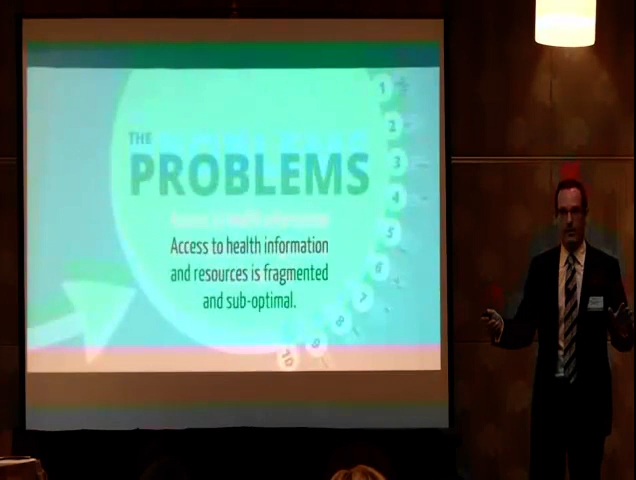 THE
PROBLEMS
Access to health information
and resources is fragmented
and sub-optimal.
1
2
3
4
5
6
7
8
9
10